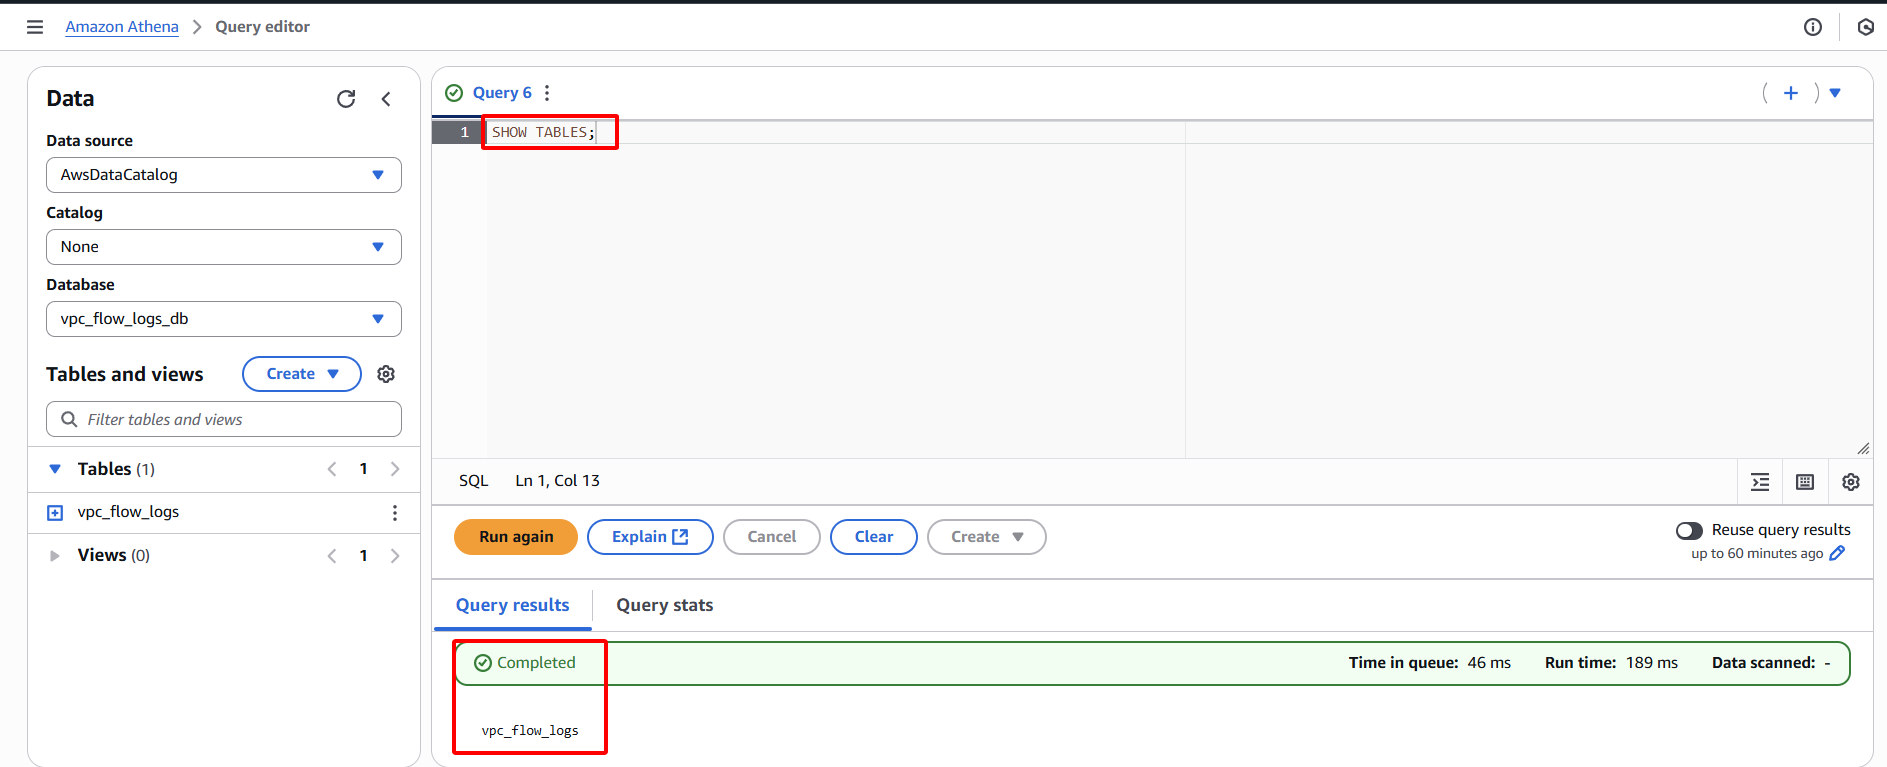 Amazon Athena > Query editor
Data
Data source
AwsDataCatalog
Catalog
None
Database
vpc_flow_logs_db
Tables and views
Create
Filter tables and views
Tables (1)
1
vpc_flow_logs
Views (0)
1
Query 6
1 SHOW TABLES;
SQL Ln 1, Col 13
Run again Explain Cancel Clear Create
Reuse query results
up to 60 minutes ago
Query results Query stats
Completed Time in queue: 46 ms Run time: 189 ms Data scanned: -
vpc_flow_logs